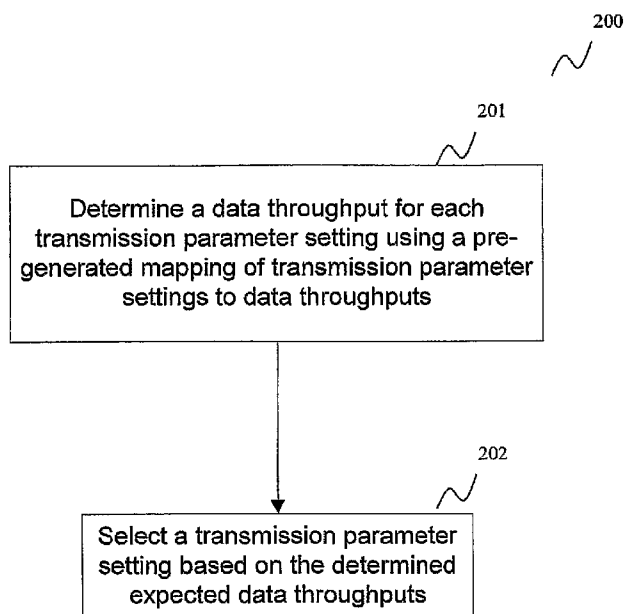 200
201
Determine a data throughput for each
transmission parameter setting using a pre-
generated mapping of transmission parameter
settings to data throughputs
202
Select a transmission parameter
setting based on the determined
expected data throughputs